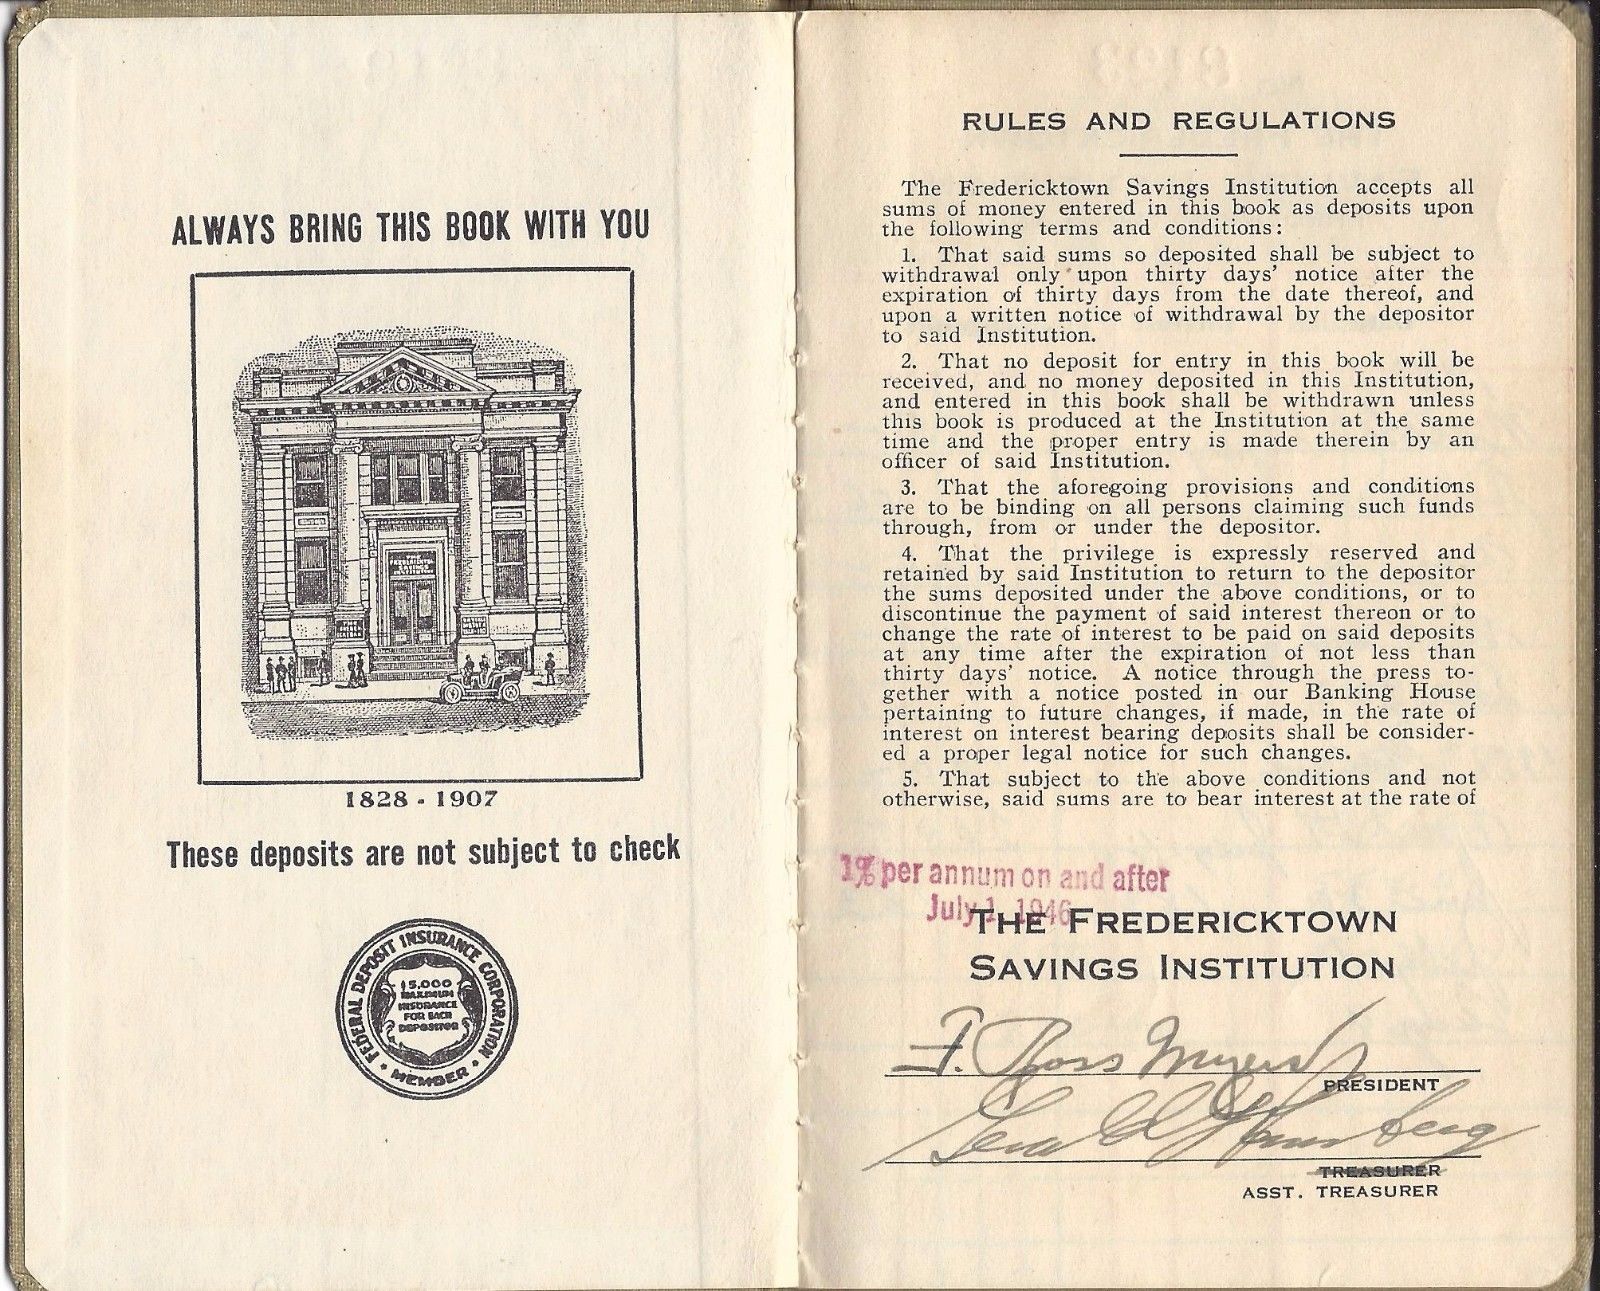 ALWAYS BRING THIS BOOK WITH YOU
1828 - 1907
These deposits are not subject to check
FEDERAL DEPOSIT INSURANCE CORPORATION
• MEMBER •
$5,000
MAXIMUM
INSURANCE
FOR EACH
DEPOSITOR
RULES AND REGULATIONS
The Fredericktown Savings Institution accepts all
sums of money entered in this book as deposits upon
the following terms and conditions:
1. That said sums so deposited shall be subject to
withdrawal only upon thirty days' notice after the
expiration of thirty days from the date thereof, and
upon a written notice of withdrawal by the depositor
to said Institution.
2. That no deposit for entry in this book will be
received, and no money deposited in this Institution,
and entered in this book shall be withdrawn unless
this book is produced at the Institution at the same
time and the proper entry is made therein by an
officer of said Institution.
3. That the aforegoing provisions and conditions
are to be binding on all persons claiming such funds
through, from or under the depositor.
4. That the privilege is expressly reserved and
retained by said Institution to return to the depositor
the sums deposited under the above conditions, or to
discontinue the payment of said interest thereon or to
change the rate of interest to be paid on said deposits
at any time after the expiration of not less than
thirty days' notice. A notice through the press to-
gether with a notice posted in our Banking House
pertaining to future changes, if made, in the rate of
interest on interest bearing deposits shall be consider-
ed a proper legal notice for such changes.
5. That subject to the above conditions and not
otherwise, said sums are to bear interest at the rate of
1% per annum on and after
July 1, 1946
THE FREDERICKTOWN
SAVINGS INSTITUTION
F. Ross Myers
PRESIDENT
TREASURER
ASST. TREASURER